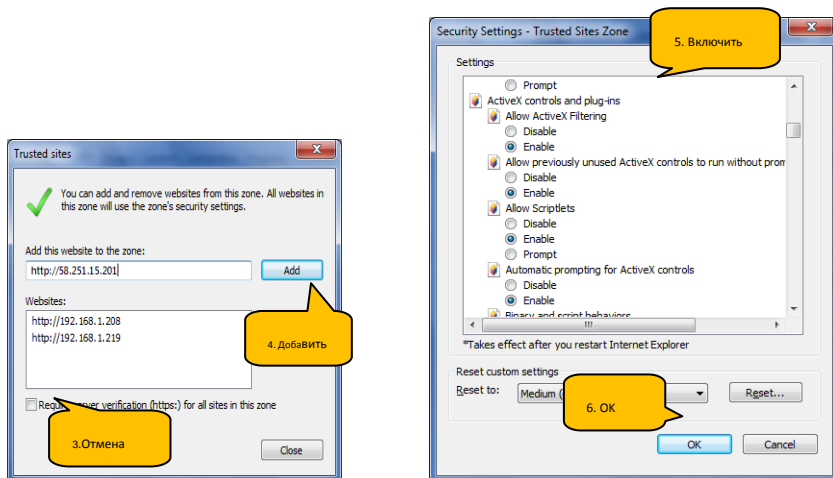 Trusted sites
You can add and remove websites from this zone. All websites in
this zone will use the zone's security settings.
Add this website to the zone:
http://58.251.15.201
Add
Websites:
http://192.168.1.208
http://192.168.1.219
4. Добавить
server verification (https:) for all sites in this zone
3.Отмена
Close
Security Settings - Trusted Sites Zone
5. Включить
Settings
Prompt
ActiveX controls and plug-ins
Allow ActiveX Filtering
Disable
Enable
Allow previously unused ActiveX controls to run without
Disable
Enable
Allow Scriptlets
Disable
Enable
Prompt
Automatic prompting for ActiveX controls
Disable
Enable
Binary and script behaviors
*Takes effect after you restart Internet Explorer
Reset custom settings
Reset to:
Medium
Reset...
6. ОК
OK
Cancel